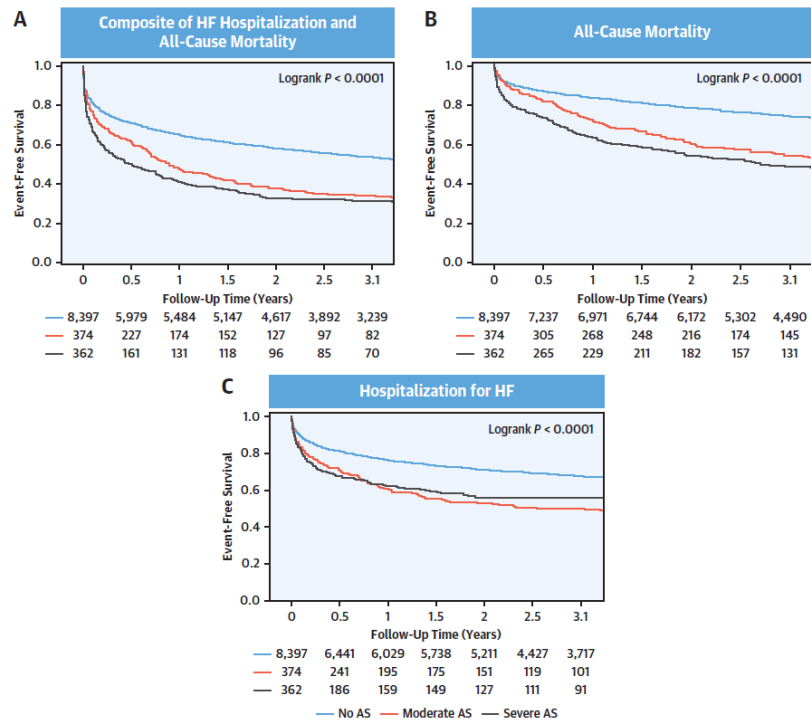 A
Composite of HF Hospitalization and
All-Cause Mortality
Logrank P < 0.0001
Event-Free Survival
1.0
0.8
0.6
0.4
0.2
0.0
0 0.5 1 1.5 2 2.5 3.1
Follow-Up Time (Years)
8,397 5,979 5,484 5,147 4,617 3,892 3,239
374 227 174 152 127 97 82
362 161 131 118 96 85 70
B
All-Cause Mortality
Logrank P < 0.0001
Event-Free Survival
1.0
0.8
0.6
0.4
0.2
0.0
0 0.5 1 1.5 2 2.5 3.1
Follow-Up Time (Years)
8,397 7,237 6,971 6,744 6,172 5,302 4,490
374 305 268 248 216 174 145
362 265 229 211 182 157 131
C
Hospitalization for HF
Logrank P < 0.0001
Event-Free Survival
1.0
0.8
0.6
0.4
0.2
0.0
0 0.5 1 1.5 2 2.5 3.1
Follow-Up Time (Years)
8,397 6,441 6,029 5,738 5,211 4,427 3,717
374 241 195 175 151 119 101
362 186 159 149 127 111 91
No AS Moderate AS Severe AS